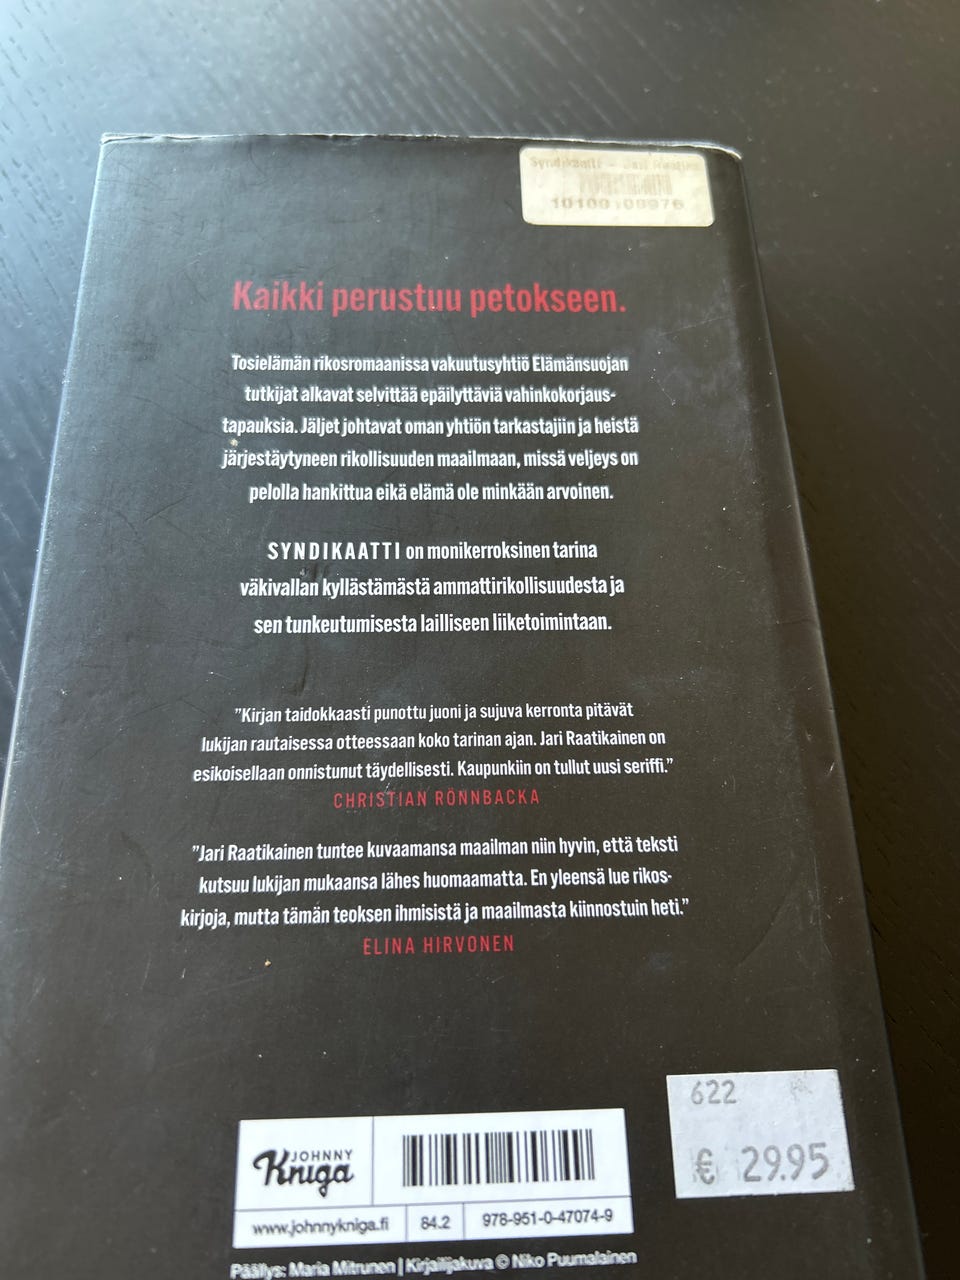 Syndikaatti – Jari Raatikai
Kaikki perustuu petokseen.
Tosielämän rikosromaanissa vakuutusyhtiö Elämänsuojan
tutkijat alkavat selvittää epäilyttäviä vahinkokorjaus-
tapauksia. Jäljet johtavat oman yhtiön tarkastajiin ja heistä
järjestäytyneen rikollisuuden maailmaan, missä veljeys on
pelolla hankittua eikä elämä ole minkään arvoinen.
SYNDIKAATTI on monikerroksinen tarina
väkivallan kyllästämästä ammattirikollisuudesta ja
sen tunkeutumisesta lailliseen liiketoimintaan.
”Kirjan taidokkaasti punottu juoni ja sujuva kerronta pitävät
lukijan rautaisessa otteessaan koko tarinan ajan. Jari Raatikainen on
esikoisellaan onnistunut täydellisesti. Kaupunkiin on tullut uusi seriffi.”
CHRISTIAN RÖNNBACKA
”Jari Raatikainen tuntee kuvaamansa maailman niin hyvin, että teksti
kutsuu lukijan mukaansa lähes huomaamatta. En yleensä lue rikos-
kirjoja, mutta tämän teoksen ihmisistä ja maailmasta kiinnostuin heti.”
ELINA HIRVONEN
622
€ 29.95
JOHNNY
Kniga
www.johnnykniga.fi
84.2
978-951-0-47074-9
Päällys: Maria Mitrunen | Kirjailijakuva © Niko Puumalainen